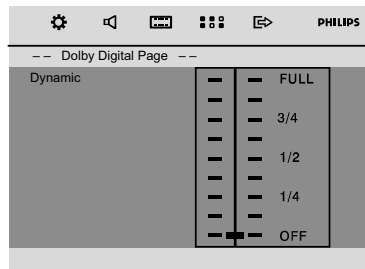 PHILIPS
-- Dolby Digital Page --
Dynamic
FULL
3/4
1/2
1/4
OFF